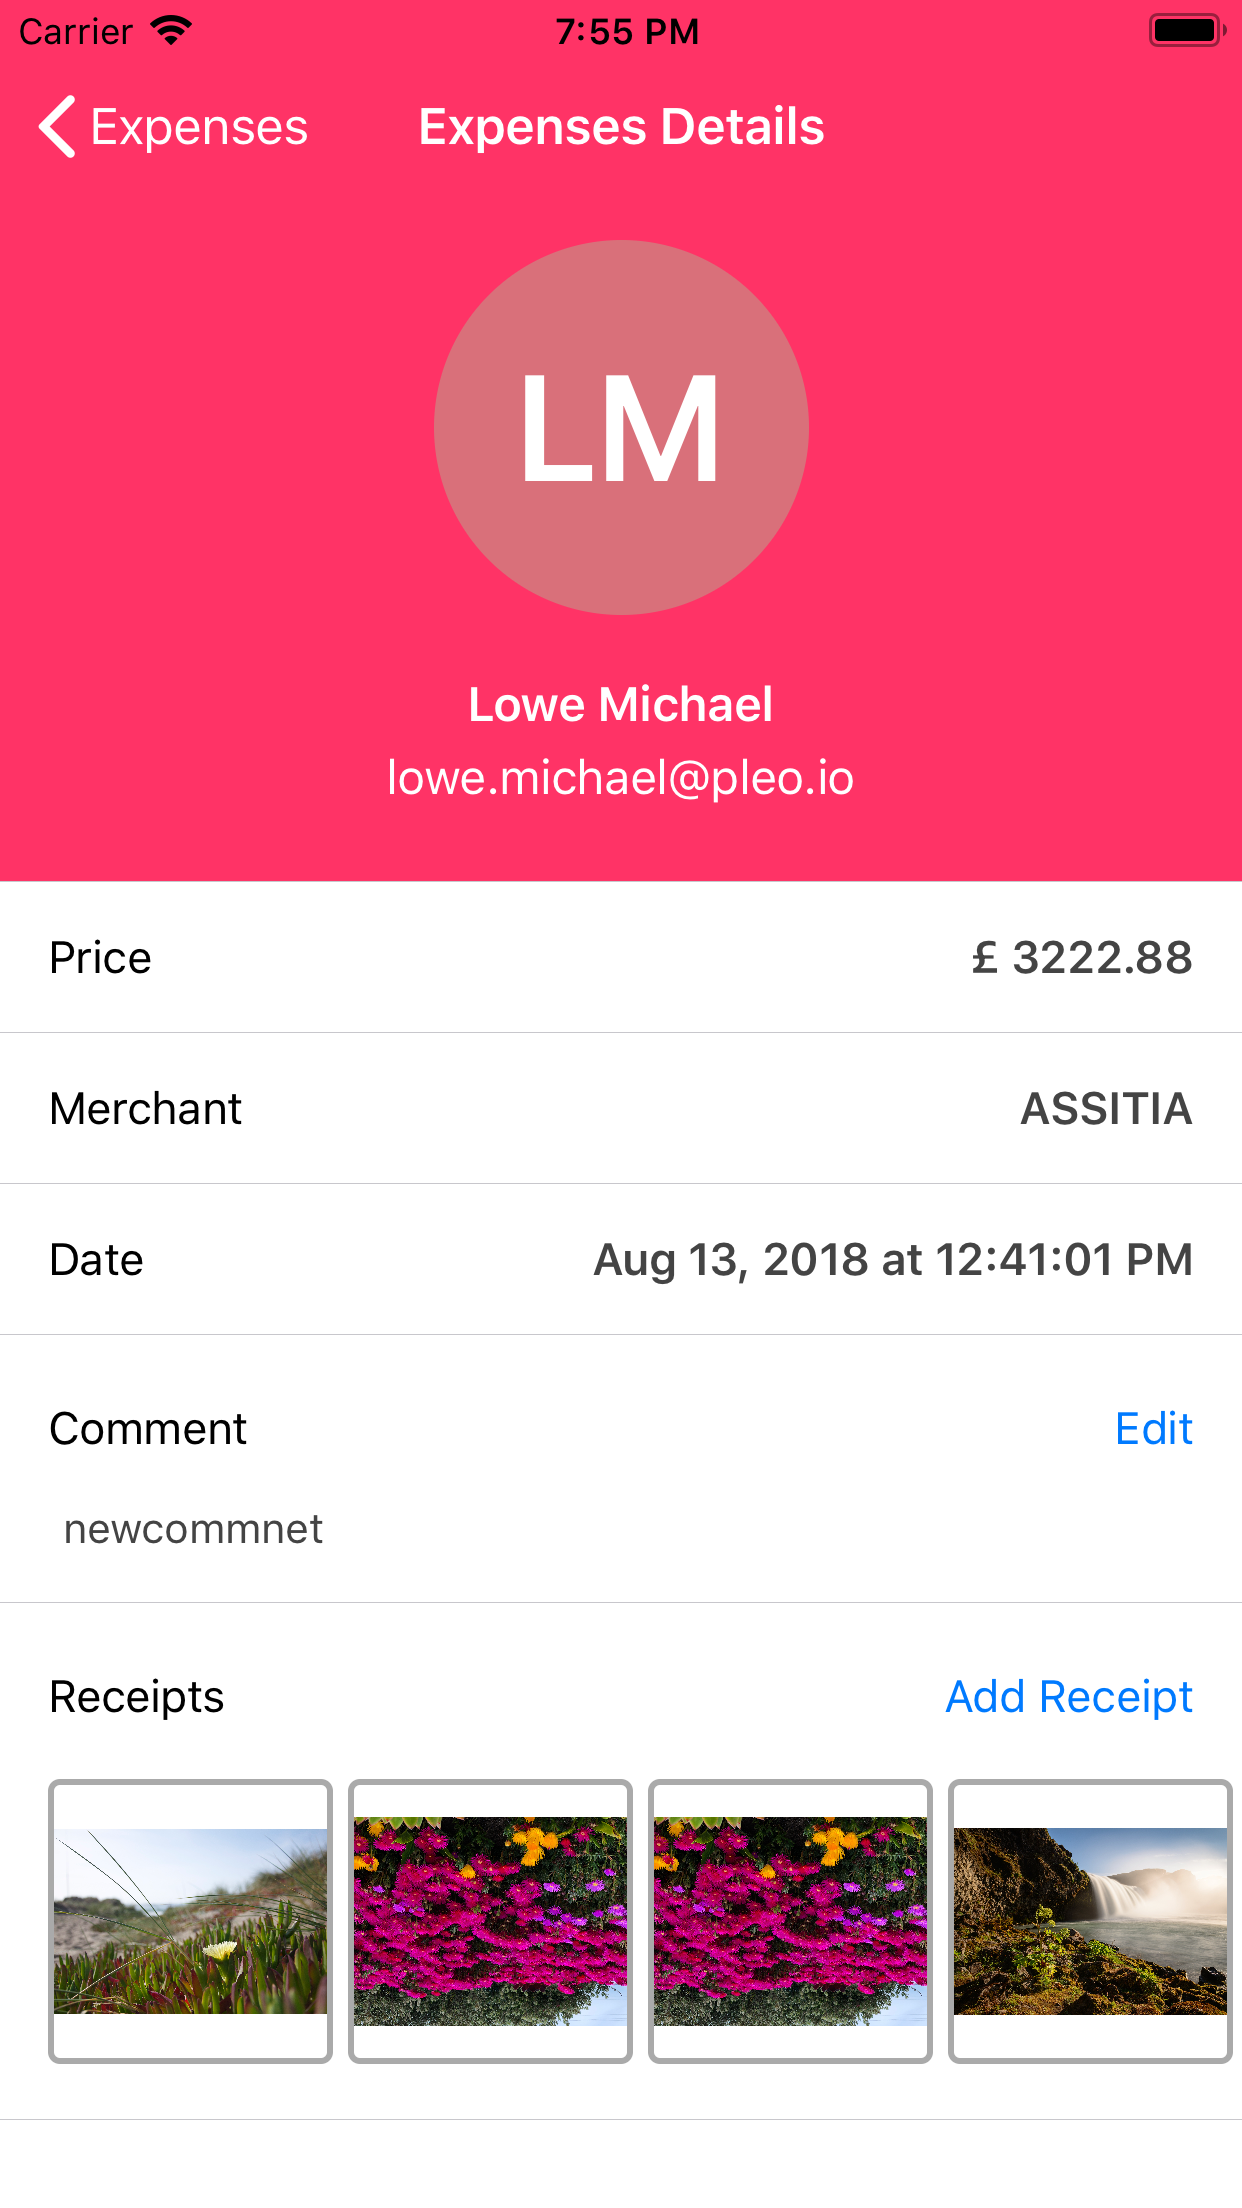 Carrier 7:55 PM
Expenses Expenses Details
LM
Lowe Michael
lowe.michael@pleo.io
Price £ 3222.88
Merchant ASSITIA
Date Aug 13, 2018 at 12:41:01 PM
Comment Edit
newcommnet
Receipts Add Receipt